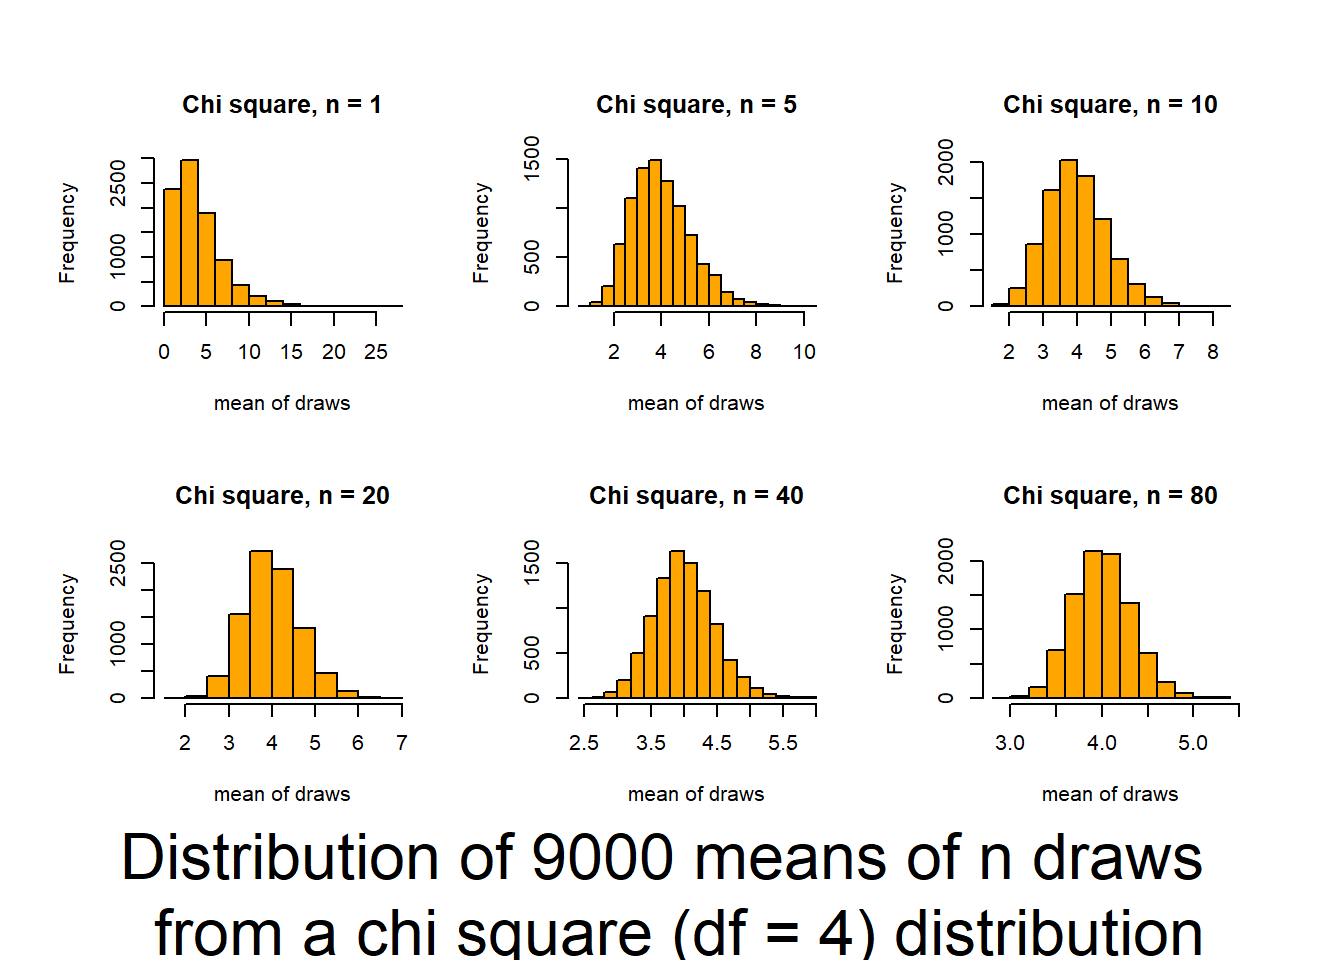 Chi square, n = 1
Frequency
0 1000 2500
0 5 10 15 20 25
mean of draws
Chi square, n = 5
Frequency
0 500 1500
2 4 6 8 10
mean of draws
Chi square, n = 10
Frequency
0 1000 2000
2 3 4 5 6 7 8
mean of draws
Chi square, n = 20
Frequency
0 1000 2500
2 3 4 5 6 7
mean of draws
Chi square, n = 40
Frequency
0 500 1500
2.5 3.5 4.5 5.5
mean of draws
Chi square, n = 80
Frequency
0 1000 2000
3.0 4.0 5.0
mean of draws
Distribution of 9000 means of n draws
from a chi square (df = 4) distribution